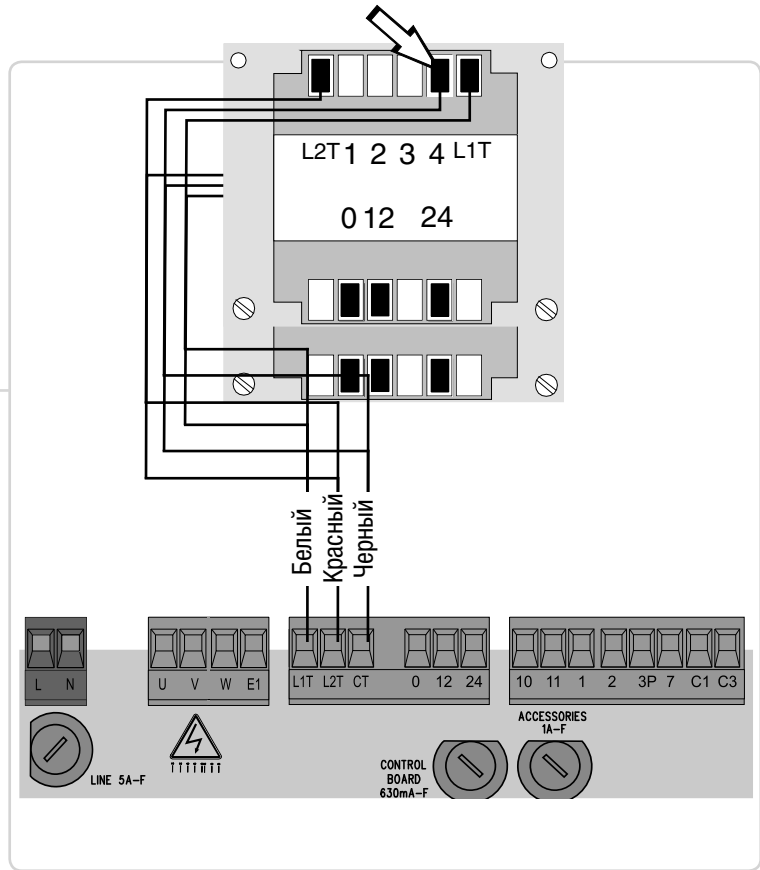 L2T 1 2 3 4 L1T
0 12 24
Белый
Красный
Черный
L N
U V W E1
L1T L2T CT 0 12 24
10 11 1 2 3P 7 C1 C3
LINE 5A-F
ACCESSORIES
1A-F
CONTROL
BOARD
630mA-F